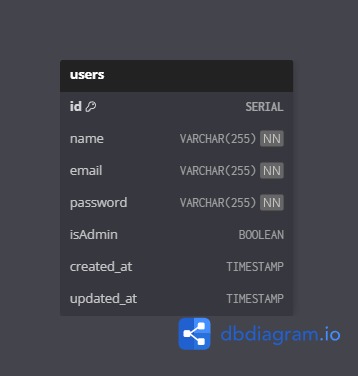 users
id SERIAL
name VARCHAR(255) NN
email VARCHAR(255) NN
password VARCHAR(255) NN
isAdmin BOOLEAN
created_at TIMESTAMP
updated_at TIMESTAMP
dbdiagram.io